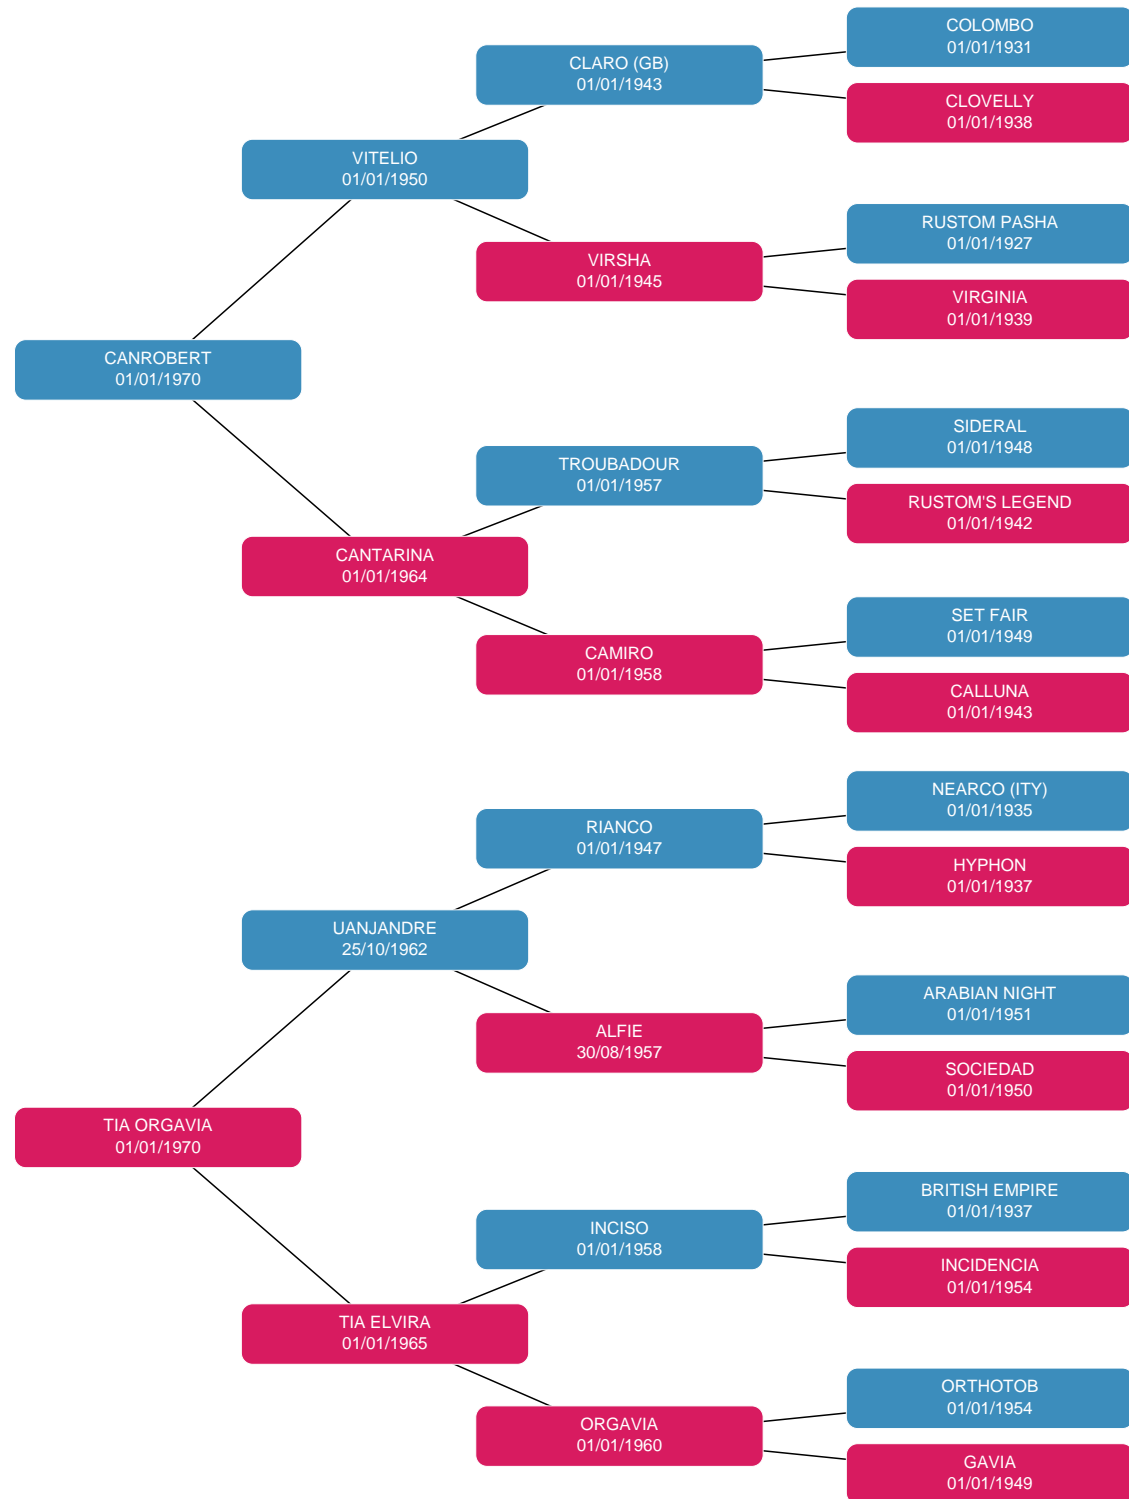 COLOMBO
01/01/1931
CLARO (GB)
01/01/1943
CLOVELLY
01/01/1938
VITELIO
01/01/1950
RUSTOM PASHA
01/01/1927
VIRSHA
01/01/1945
VIRGINIA
01/01/1939
CANROBERT
01/01/1970
SIDERAL
01/01/1948
TROUBADOUR
01/01/1957
RUSTOM'S LEGEND
01/01/1942
CANTARINA
01/01/1964
SET FAIR
01/01/1949
CAMIRO
01/01/1958
CALLUNA
01/01/1943
NEARCO (ITY)
01/01/1935
RIANCO
01/01/1947
HYPHON
01/01/1937
UANJANDRE
25/10/1962
ARABIAN NIGHT
01/01/1951
ALFIE
30/08/1957
SOCIEDAD
01/01/1950
TIA ORGAVIA
01/01/1970
BRITISH EMPIRE
01/01/1937
INCISO
01/01/1958
INCIDENCIA
01/01/1954
TIA ELVIRA
01/01/1965
ORTHOTOB
01/01/1954
ORGAVIA
01/01/1960
GAVIA
01/01/1949